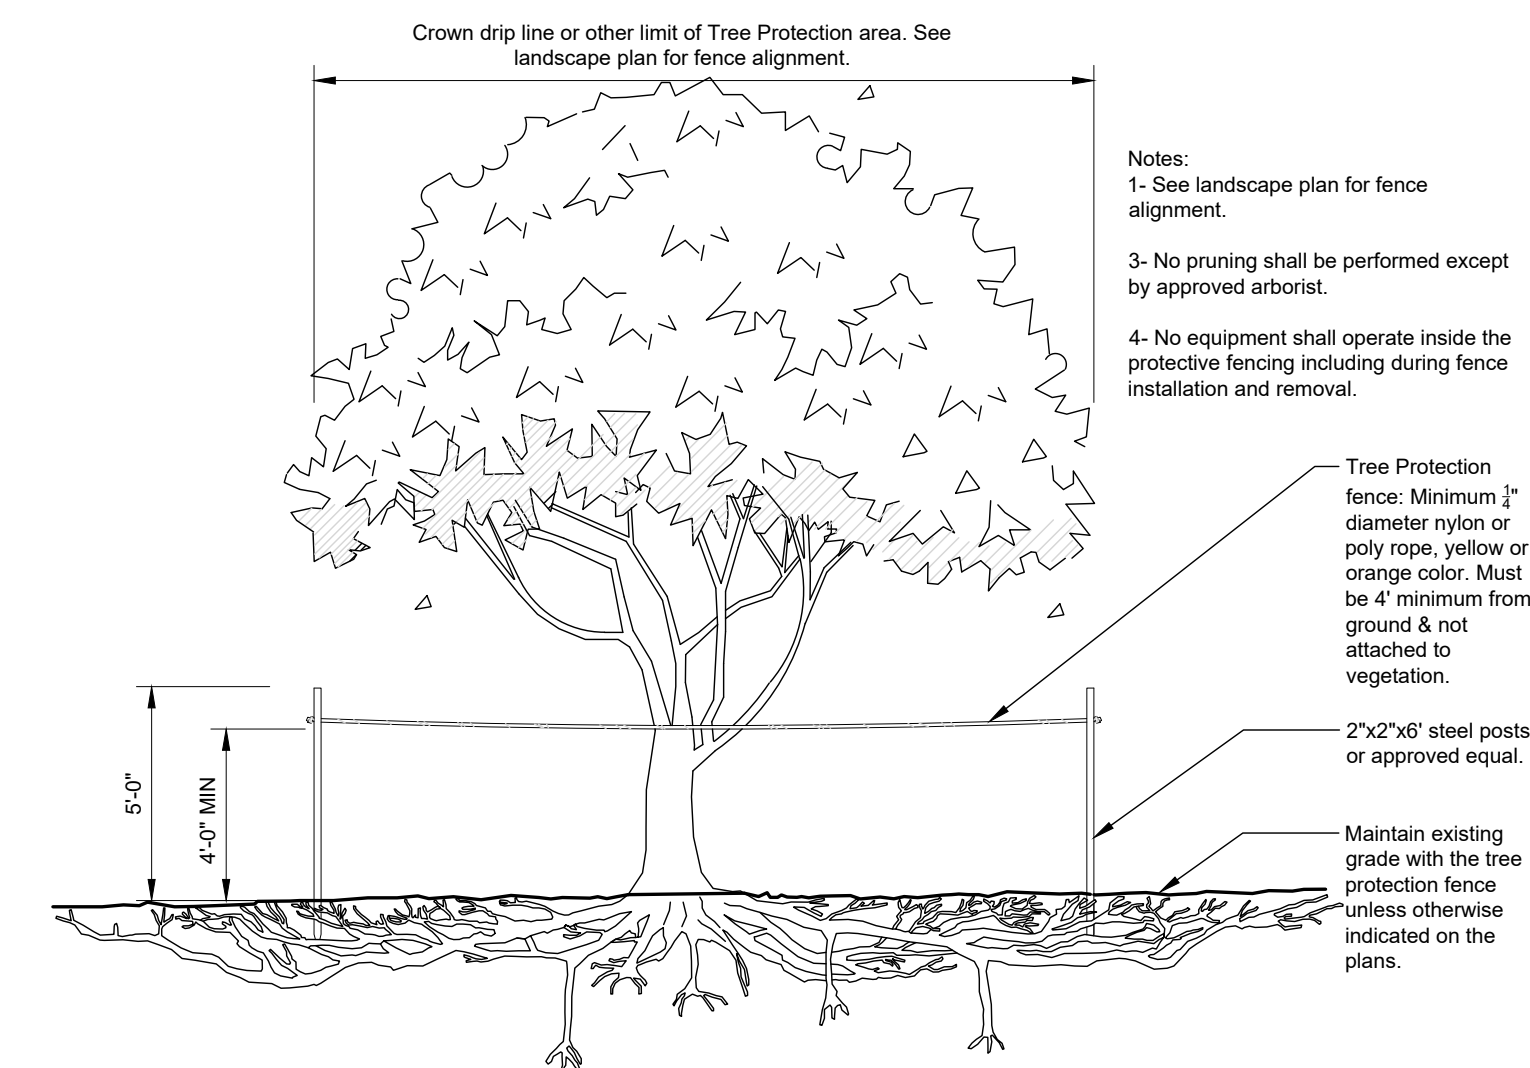 Crown drip line or other limit of Tree Protection area. See
landscape plan for fence alignment.
Notes:
1- See landscape plan for fence
alignment.
3- No pruning shall be performed except
by approved arborist.
4- No equipment shall operate inside the
protective fencing including during fence
installation and removal.
Tree Protection
fence: Minimum 1/4"
diameter nylon or
poly rope, yellow or
orange color. Must
be 4' minimum from
ground & not
attached to
vegetation.
2"x2"x6' steel posts
or approved equal.
Maintain existing
grade with the tree
protection fence
unless otherwise
indicated on the
plans.
5'-0"
4'-0" MIN